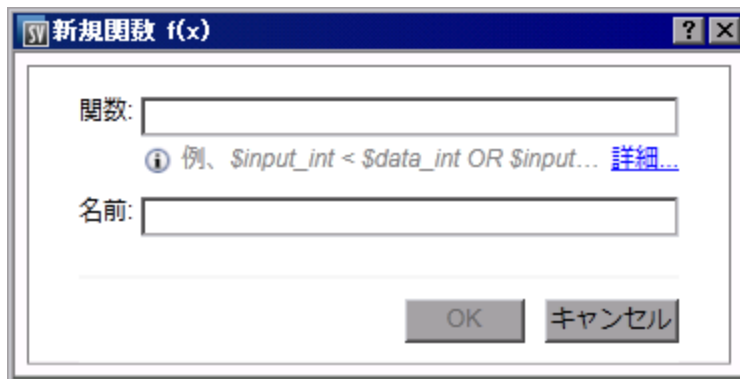 SV 新規関数 f(x) ? ×
関数:
i 例、$input_int < $data_int OR $input... 詳細...
名前:
OK キャンセル